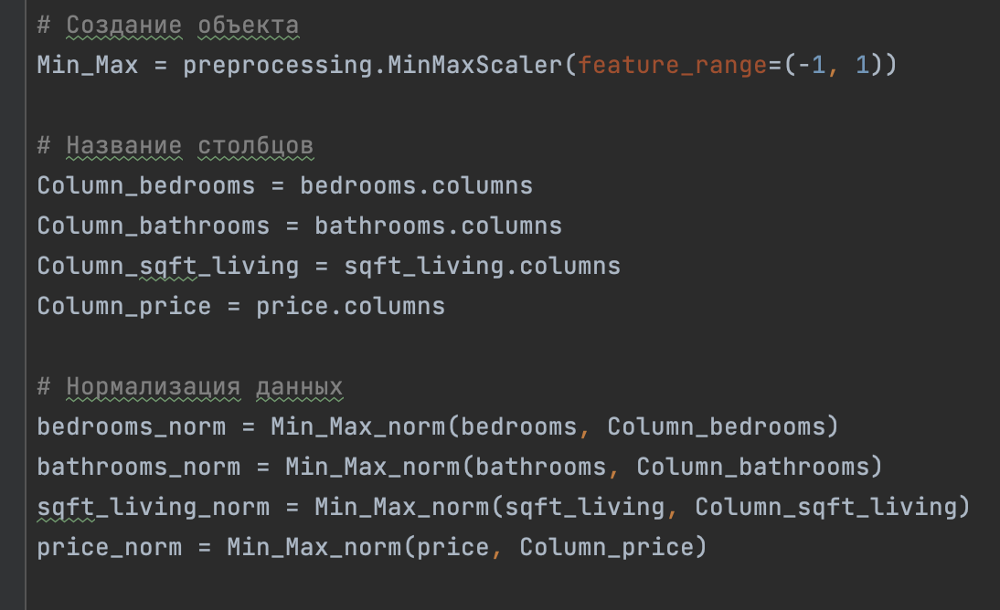 # Создание объекта
Min_Max = preprocessing.MinMaxScaler(feature_range=(-1, 1))
# Название столбцов
Column_bedrooms = bedrooms.columns
Column_bathrooms = bathrooms.columns
Column_sqft_living = sqft_living.columns
Column_price = price.columns
# Нормализация данных
bedrooms_norm = Min_Max_norm(bedrooms, Column_bedrooms)
bathrooms_norm = Min_Max_norm(bathrooms, Column_bathrooms)
sqft_living_norm = Min_Max_norm(sqft_living, Column_sqft_living)
price_norm = Min_Max_norm(price, Column_price)